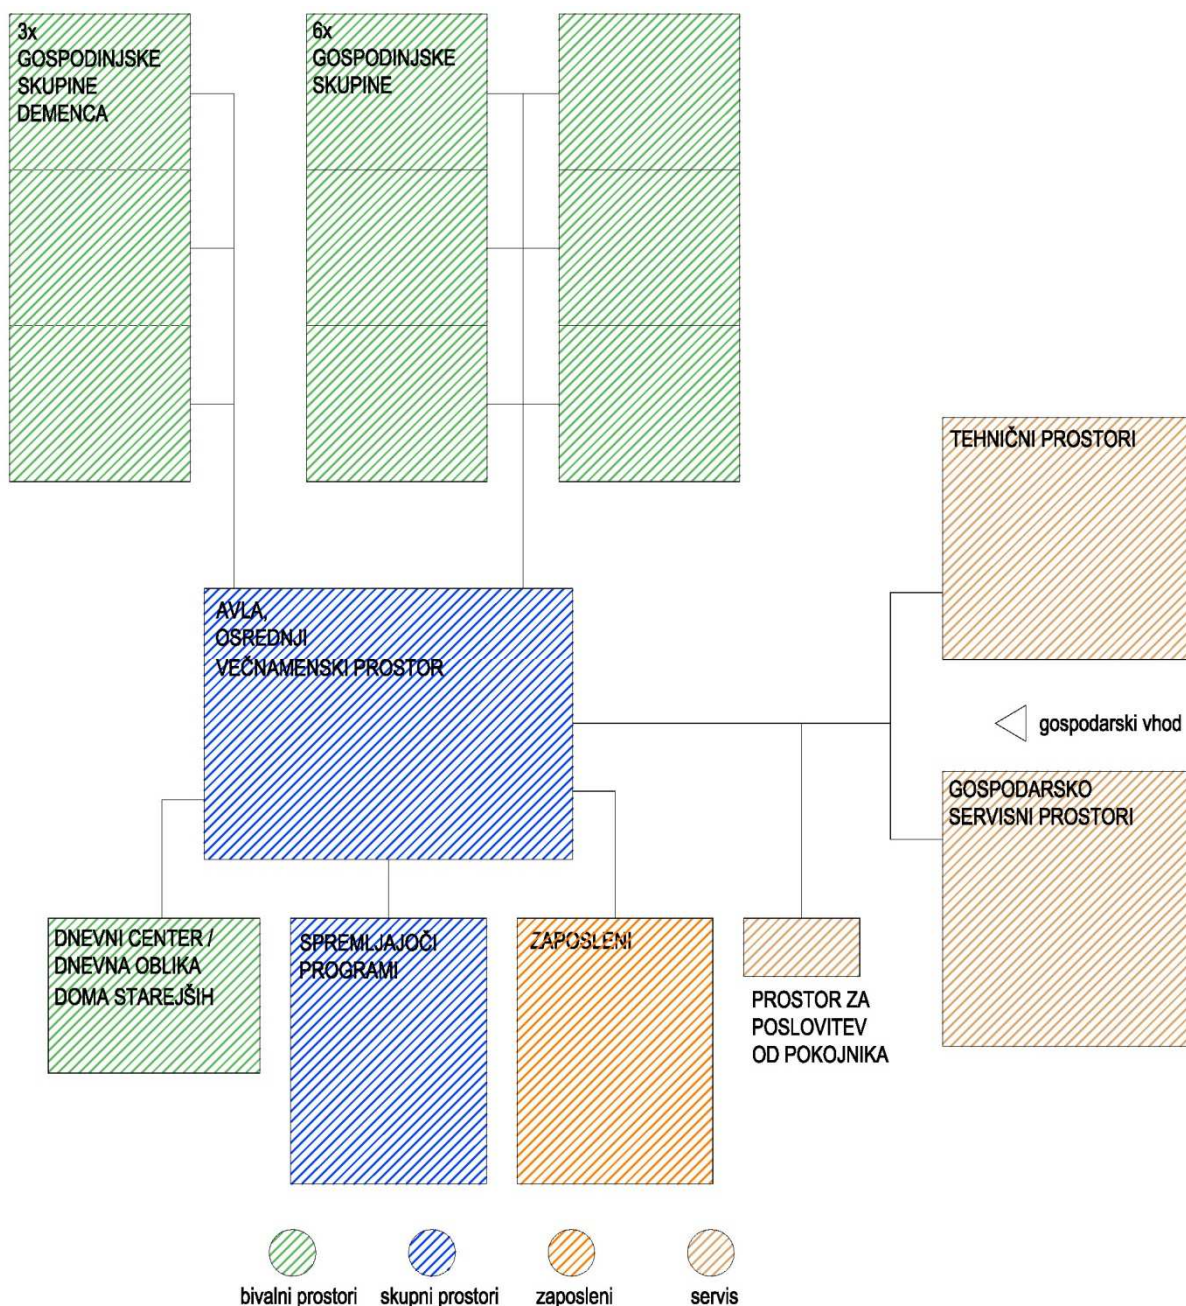 3x
GOSPODINJSKE
SKUPINE
DEMENCA
6x
GOSPODINJSKE
SKUPINE
TEHNIČNI PROSTORI
AVLA,
OSREDNJI
VEČNAMENSKI PROSTOR
gospodarski vhod
GOSPODARSKO
SERVISNI PROSTORI
DNEVNI CENTER /
DNEVNA OBLIKA
DOMA STAREJŠIH
SPREMLJAJOČI
PROGRAMI
ZAPOSLENI
PROSTOR ZA
POSLOVITEV
OD POKOJNIKA
bivalni prostori
skupni prostori
zaposleni
servis